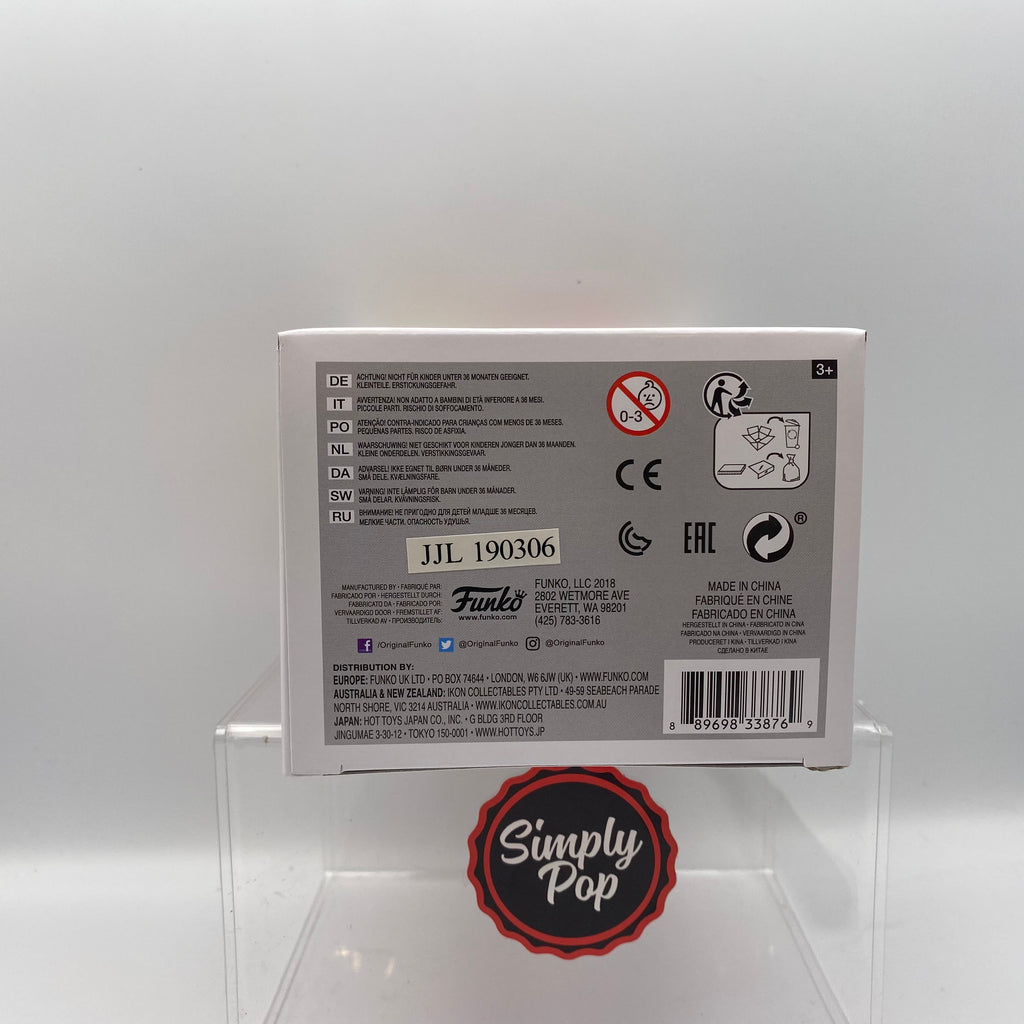 3+
DE ACHTUNG! NICHT FÜR KINDER UNTER 36 MONATEN GEEIGNET.
KLEINTEILE. ERSTICKUNGSGEFAHR.
IT AVVERTENZA! NON ADATTO A BAMBINI DI ETÀ INFERIORE A 36 MESI.
PICCOLE PARTI. RISCHIO DI SOFFOCAMENTO.
PO ATENÇÃO! CONTRA-INDICADO PARA CRIANÇAS COM MENOS DE 36 MESES.
PEQUENAS PARTES. RISCO DE ASFIXIA.
NL WAARSCHUWING! NIET GESCHIKT VOOR KINDEREN JONGER DAN 36 MAANDEN.
KLEINE ONDERDELEN. VERSTIKKINGSGEVAAR.
DA ADVARSEL! IKKE EGNET TIL BØRN UNDER 36 MÅNEDER.
SMÅ DELE. KVÆLNINGSFARE.
SW VARNING! INTE LÄMPLIG FÖR BARN UNDER 36 MÅNADER.
SMÅ DELAR. KVÄVNINGSRISK.
RU ВНИМАНИЕ! НЕ ПРИГОДНО ДЛЯ ДЕТЕЙ МЛАДШЕ 36 МЕСЯЦЕВ.
МЕЛКИЕ ЧАСТИ. ОПАСНОСТЬ УДУШЬЯ.
0-3
CE
EAC
®
JJL 190306
MANUFACTURED BY • FABRIQUÉ PAR:
FABRICADO POR • HERGESTELLT DURCH:
FABBRICATO DA • FABRICADO POR:
VERVAARDIGD DOOR • FREMSTILLET AF:
TILLVERKAD AV • ПРОИЗВОДИТЕЛЬ:
Funko
www.funko.com
FUNKO, LLC 2018
2802 WETMORE AVE
EVERETT, WA 98201
(425) 783-3616
MADE IN CHINA
FABRIQUÉ EN CHINE
FABRICADO EN CHINA
HERGESTELLT IN CHINA • FABBRICATO IN CINA
FABRICADO NA CHINA • VERVAARDIGD IN CHINA
PRODUCERET I KINA • TILLVERKAD I KINA
СДЕЛАНО В КИТАЕ
f /OriginalFunko @OriginalFunko @OriginalFunko
DISTRIBUTION BY:
EUROPE: FUNKO UK LTD • PO BOX 74644 • LONDON, W6 6JW (UK) • WWW.FUNKO.COM
AUSTRALIA & NEW ZEALAND: IKON COLLECTABLES PTY LTD • 49-59 SEABEACH PARADE
NORTH SHORE, VIC 3214 AUSTRALIA • WWW.IKONCOLLECTABLES.COM.AU
JAPAN: HOT TOYS JAPAN CO., INC. • G BLDG 3RD FLOOR
JINGUMAE 3-30-12 • TOKYO 150-0001 • WWW.HOTTOYS.JP
8 89698 33876 9
Simply
Pop